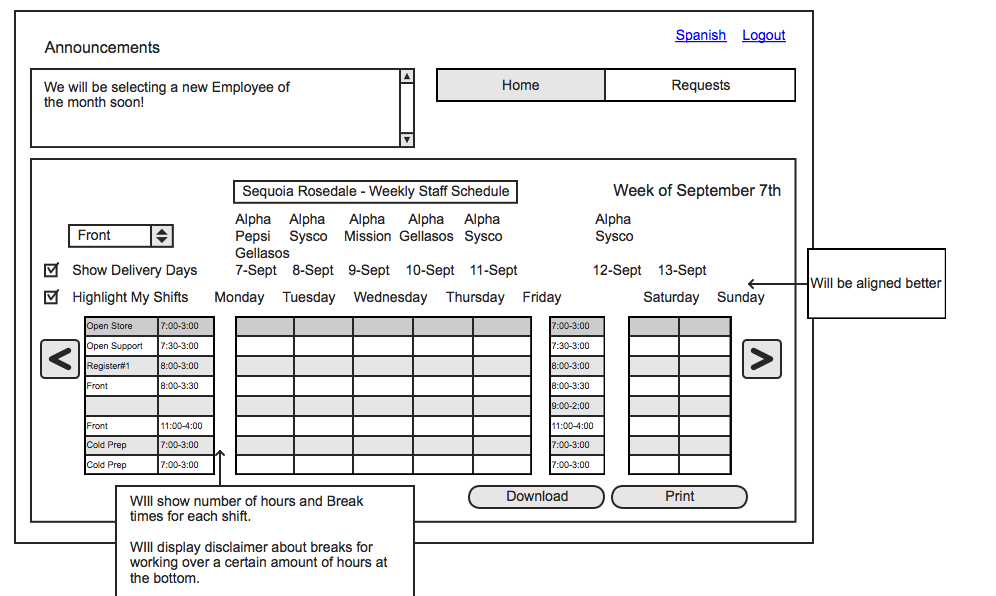 Spanish Logout
Announcements
We will be selecting a new Employee of
the month soon!
Home Requests
Sequoia Rosedale - Weekly Staff Schedule
Week of September 7th
Alpha Alpha Alpha Alpha Alpha Alpha
Pepsi Sysco Mission Gellasos Sysco Sysco
Gellasos
Front
Show Delivery Days 7-Sept 8-Sept 9-Sept 10-Sept 11-Sept 12-Sept 13-Sept
Highlight My Shifts Monday Tuesday Wednesday Thursday Friday Saturday Sunday
Will be aligned better
Open Store 7:00-3:00 7:00-3:00
Open Support 7:30-3:00 7:30-3:00
Register#1 8:00-3:00 8:00-3:00
Front 8:00-3:30 8:00-3:30
9:00-2:00
Front 11:00-4:00 11:00-4:00
Cold Prep 7:00-3:00 7:00-3:00
Cold Prep 7:00-3:00 7:00-3:00
< >
Download Print
WIll show number of hours and Break
times for each shift.
WIll display disclaimer about breaks for
working over a certain amount of hours at
the bottom.